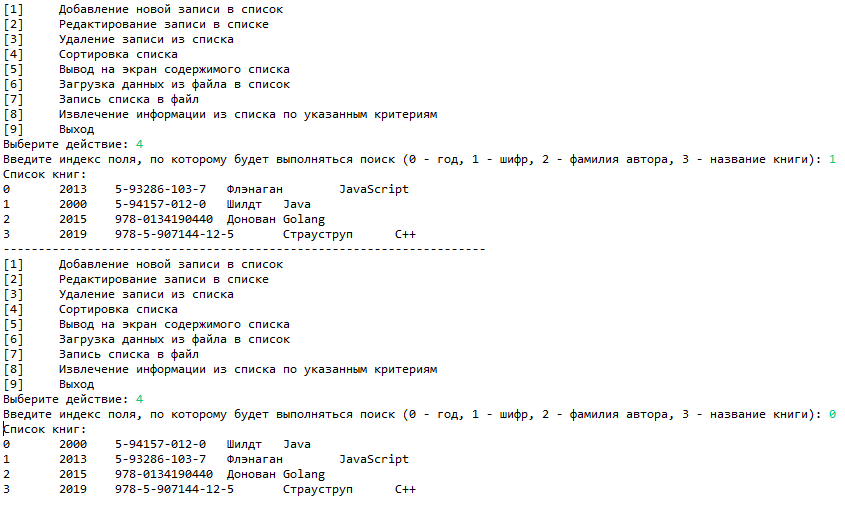 [1] Добавление новой записи в список
[2] Редактирование записи в списке
[3] Удаление записи из списка
[4] Сортировка списка
[5] Вывод на экран содержимого списка
[6] Загрузка данных из файла в список
[7] Запись списка в файл
[8] Извлечение информации из списка по указанным критериям
[9] Выход
Выберите действие: 4
Введите индекс поля, по которому будет выполняться поиск (0 - год, 1 - шифр, 2 - фамилия автора, 3 - название книги): 1
Список книг:
0 2013 5-93286-103-7 Флэнаган JavaScript
1 2000 5-94157-012-0 Шилдт Java
2 2015 978-0134190440 Донован Golang
3 2019 978-5-907144-12-5 Страуструп C++
---------------------------------------------------------------------
[1] Добавление новой записи в список
[2] Редактирование записи в списке
[3] Удаление записи из списка
[4] Сортировка списка
[5] Вывод на экран содержимого списка
[6] Загрузка данных из файла в список
[7] Запись списка в файл
[8] Извлечение информации из списка по указанным критериям
[9] Выход
Выберите действие: 4
Введите индекс поля, по которому будет выполняться поиск (0 - год, 1 - шифр, 2 - фамилия автора, 3 - название книги): 0
Список книг:
0 2000 5-94157-012-0 Шилдт Java
1 2013 5-93286-103-7 Флэнаган JavaScript
2 2015 978-0134190440 Донован Golang
3 2019 978-5-907144-12-5 Страуструп C++